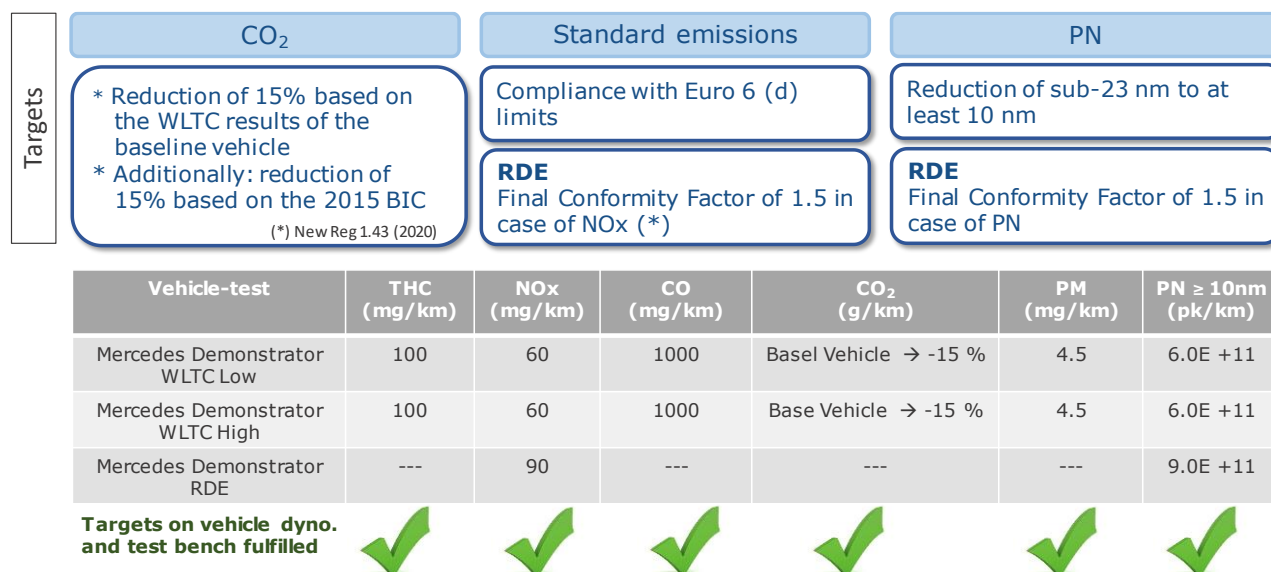 Targets
CO₂
* Reduction of 15% based on
the WLTC results of the
baseline vehicle
* Additionally: reduction of
15% based on the 2015 BIC
(*) New Reg 1.43 (2020)
Standard emissions
Compliance with Euro 6 (d)
limits
RDE
Final Conformity Factor of 1.5 in
case of NOx (*)
PN
Reduction of sub-23 nm to at
least 10 nm
RDE
Final Conformity Factor of 1.5 in
case of PN
Vehicle-test THC NOx CO CO₂ PM PN ≥ 10nm
(mg/km) (mg/km) (mg/km) (g/km) (mg/km) (pk/km)
Mercedes Demonstrator 100 60 1000 Basel Vehicle → -15 % 4.5 6.0E +11
WLTC Low
Mercedes Demonstrator 100 60 1000 Base Vehicle → -15 % 4.5 6.0E +11
WLTC High
Mercedes Demonstrator --- 90 --- --- --- 9.0E +11
RDE
Targets on vehicle dyno.
and test bench fulfilled